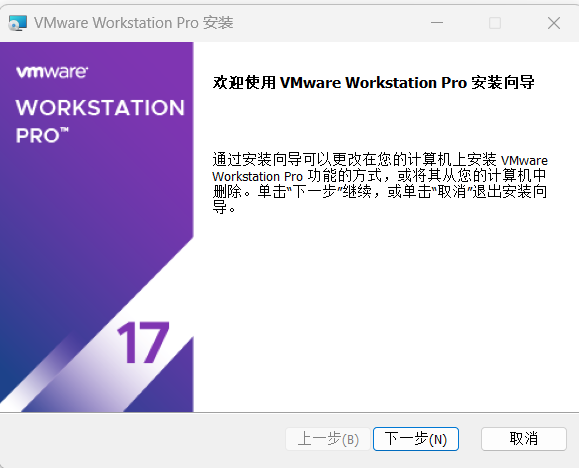 VMware Workstation Pro 安装
vmware
WORKSTATION
PRO™
17
欢迎使用 VMware Workstation Pro 安装向导
通过安装向导可以更改在您的计算机上安装 VMware
Workstation Pro 功能的方式，或将其从您的计算机中
删除。单击“下一步”继续，或单击“取消”退出安装向
导。
上一步(B)
下一步(N)
取消